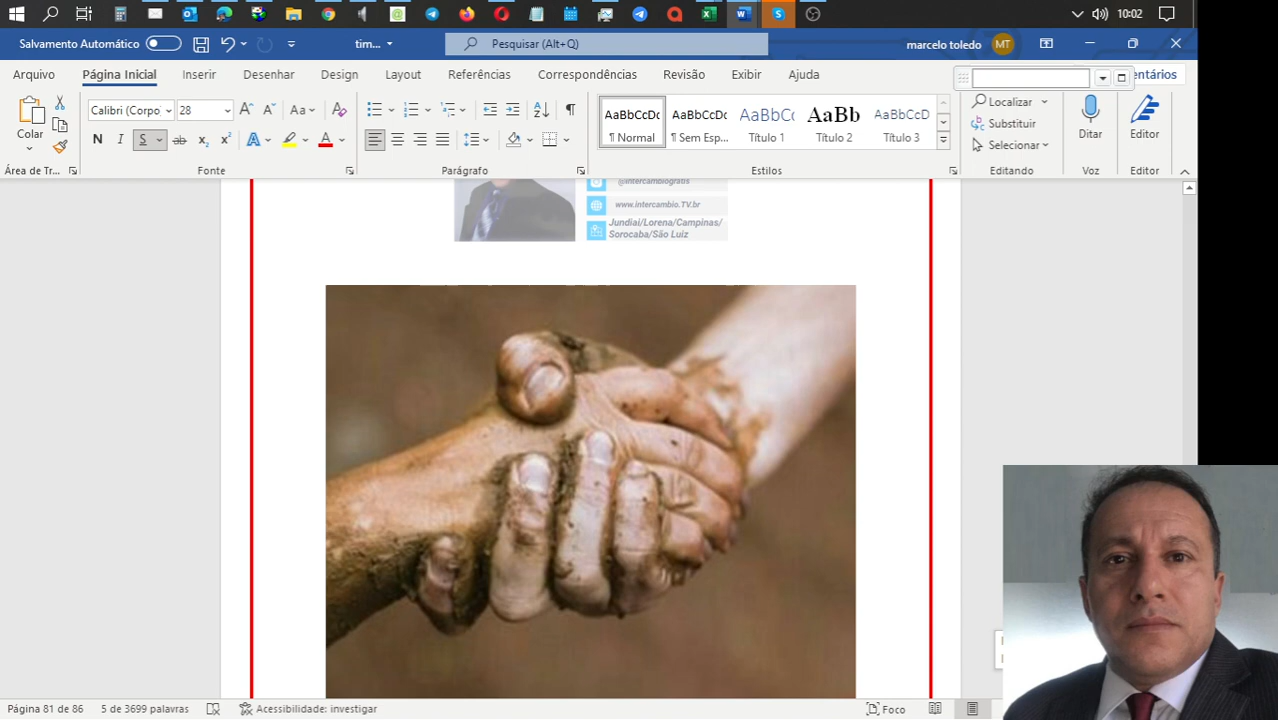 10:02
Salvamento Automático
tim...
Pesquisar (Alt+Q)
marcelo toledo
MT
Arquivo
Página Inicial
Inserir
Desenhar
Design
Layout
Referências
Correspondências
Revisão
Exibir
Ajuda
entários
Colar
Calibri (Corpo)
28
AaBbCcDc
¶ Normal
AaBbCcDc
¶ Sem Esp...
AaBbCc
Título 1
AaBb
Título 2
AaBbCcD
Título 3
Localizar
Substituir
Selecionar
Ditar
Editor
Área de Tr...
Fonte
Parágrafo
Estilos
Editando
Voz
Editor
@intercambiogratis
www.intercambio.TV.br
Jundiai/Lorena/Campinas/
Sorocaba/São Luiz
Página 81 de 86
5 de 3699 palavras
Acessibilidade: investigar
Foco